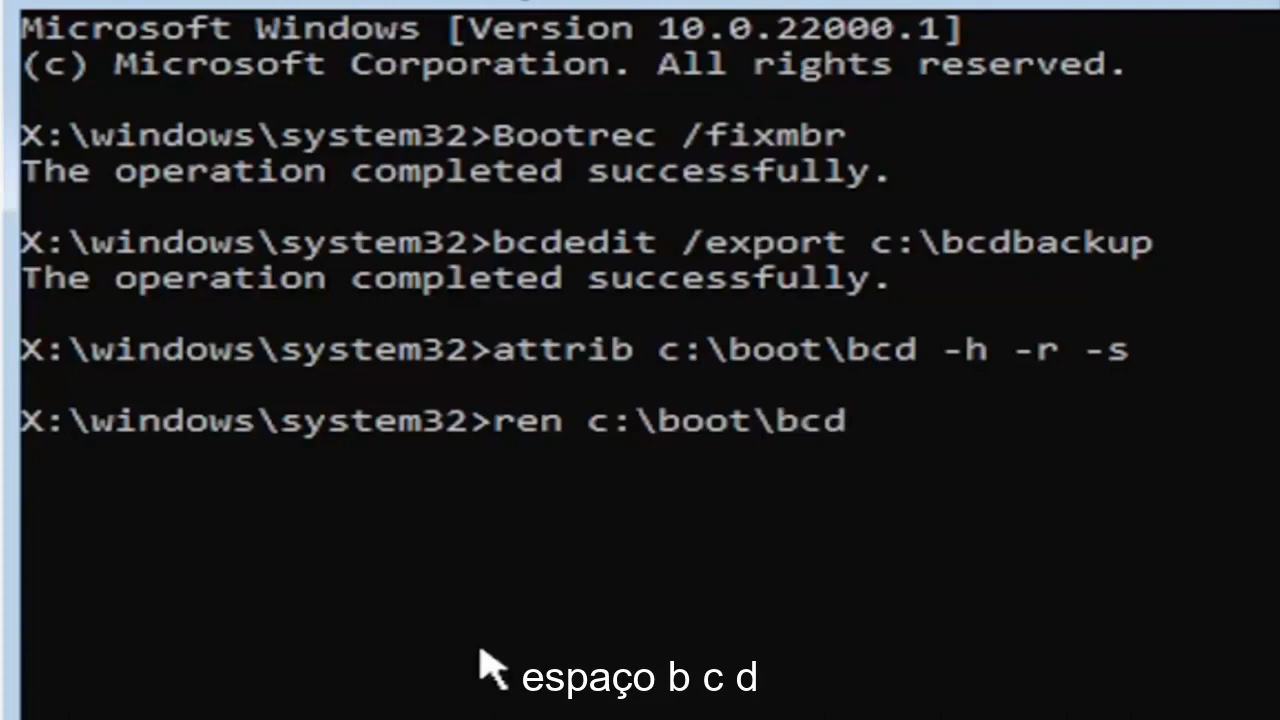 Microsoft Windows [Version 10.0.22000.1]
(c) Microsoft Corporation. All rights reserved.
X:\windows\system32>Bootrec /fixmbr
The operation completed successfully.
X:\windows\system32>bcdedit /export c:\bcdbackup
The operation completed successfully.
X:\windows\system32>attrib c:\boot\bcd -h -r -s
X:\windows\system32>ren c:\boot\bcd
espaço b c d